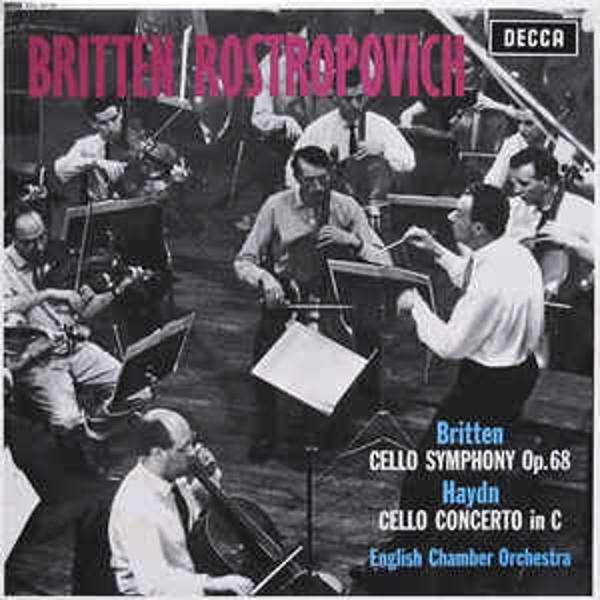 DECCA
BRITTEN/ROSTROPOVICH
Britten
CELLO SYMPHONY Op.68
Haydn
CELLO CONCERTO in C
English Chamber Orchestra